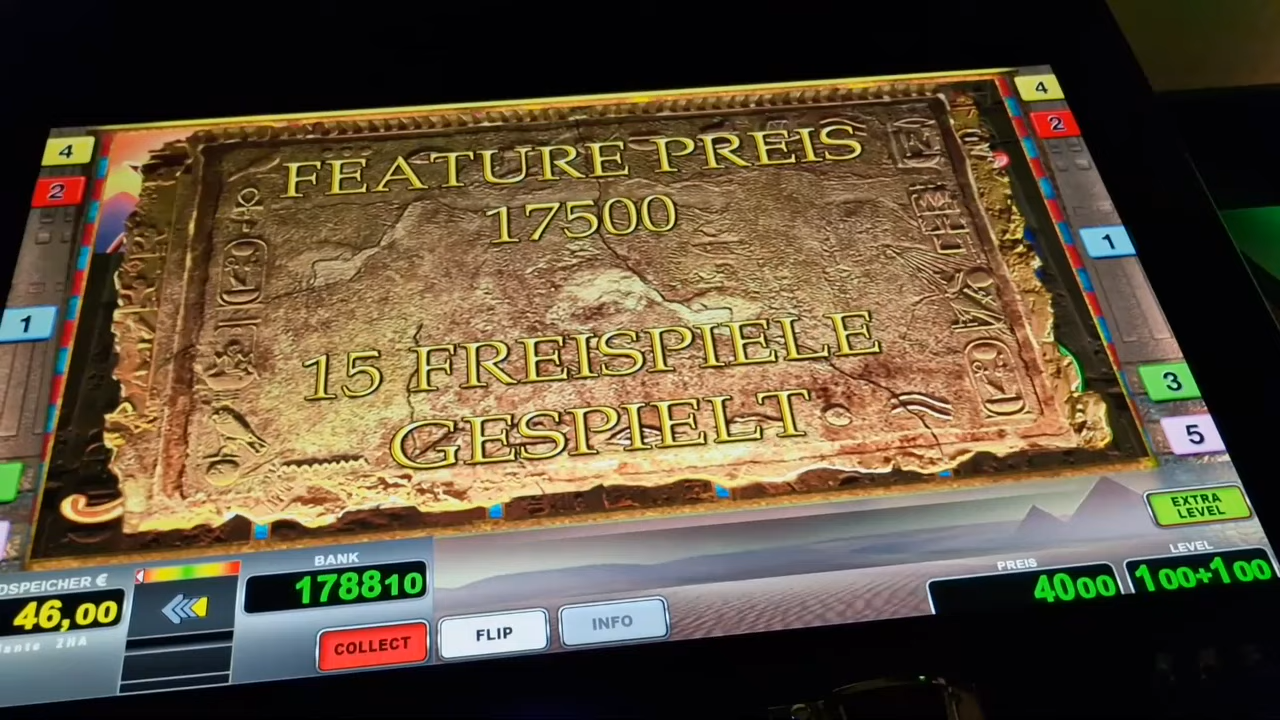 4
4
2
2
FEATURE PREIS
17500
1
1
15 FREISPIELE
GESPIELT
3
5
EXTRA
LEVEL
DSPEICHER €
46,00
BANK
178810
COLLECT
FLIP
INFO
PREIS
4000
LEVEL
100+100